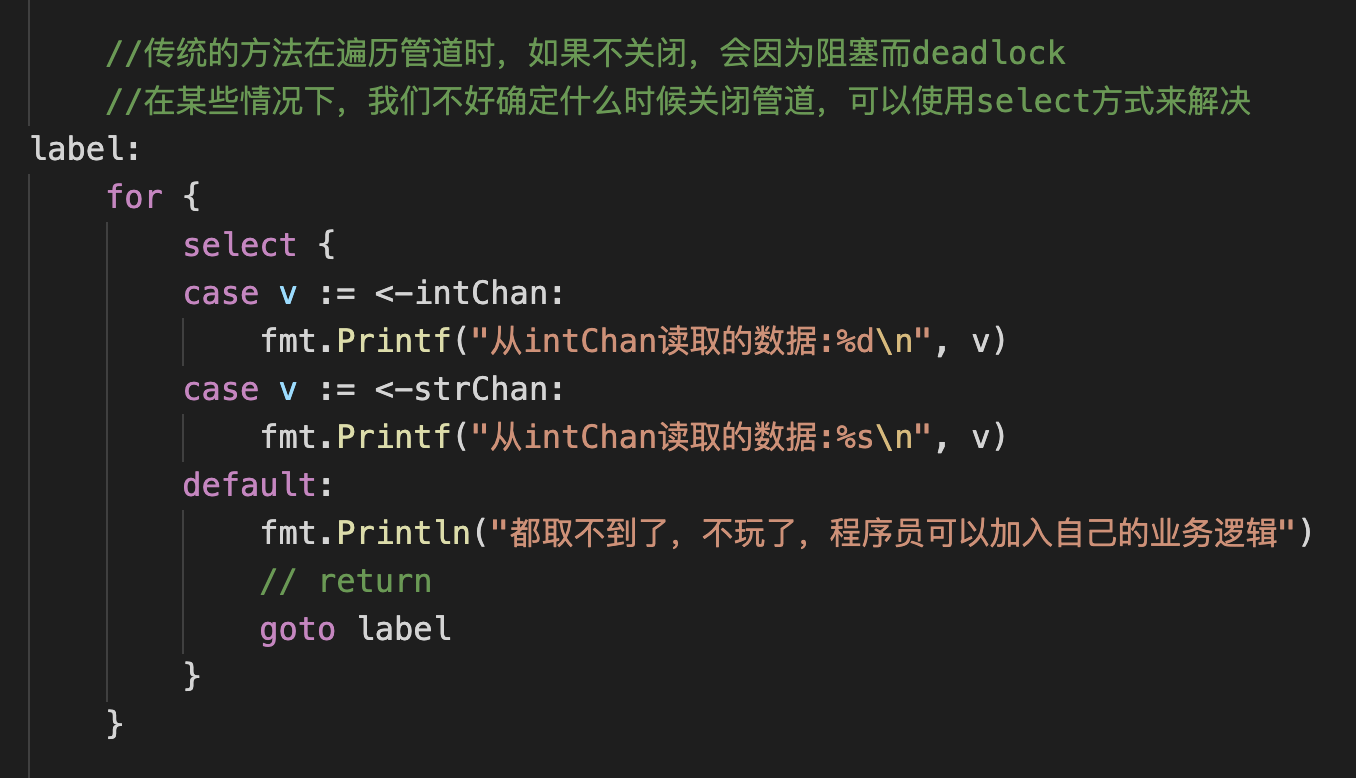 //传统的方法在遍历管道时，如果不关闭，会因为阻塞而deadlock
//在某些情况下，我们不好确定什么时候关闭管道，可以使用select方式来解决
label:
for {
select {
case v := <-intChan:
fmt.Printf("从intChan读取的数据:%d\n", v)
case v := <-strChan:
fmt.Printf("从intChan读取的数据:%s\n", v)
default:
fmt.Println("都取不到了，不玩了，程序员可以加入自己的业务逻辑")
// return
goto label
}
}